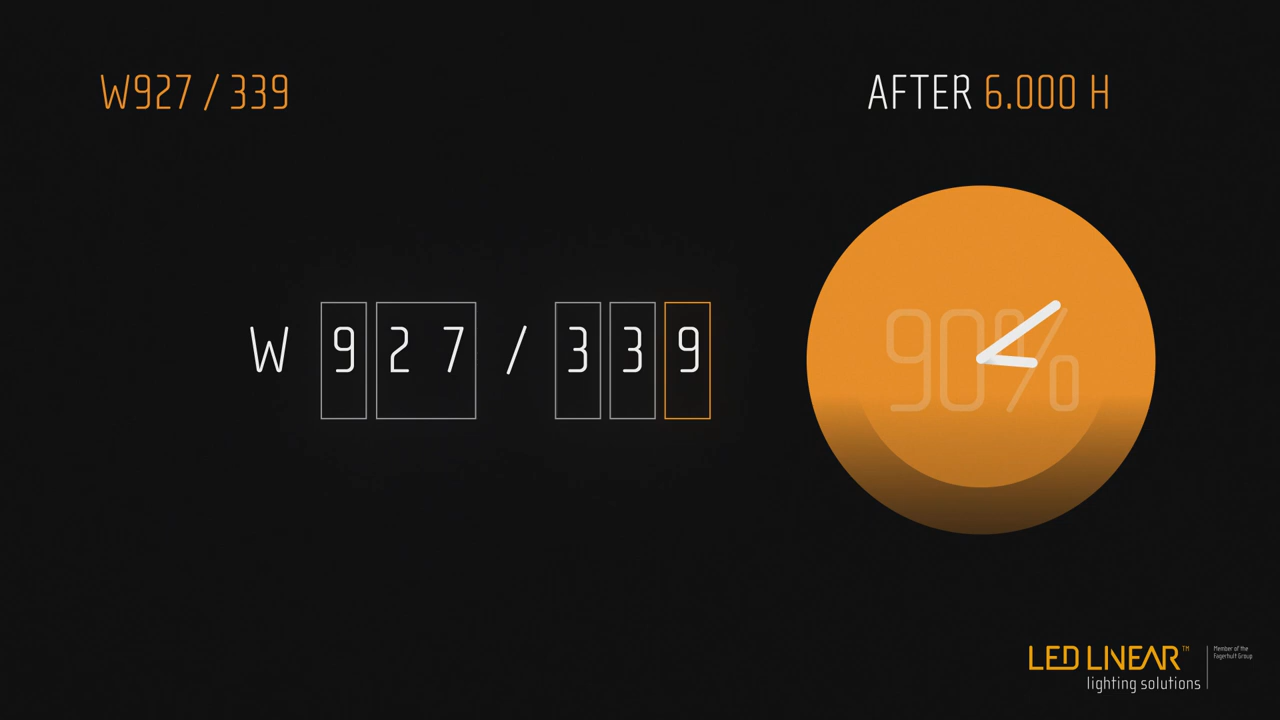 W927 / 339
AFTER 6.000 H
W 9 2 7 / 3 3 9
90%
LED LINEAR™
lighting solutions
Member of the
Fagerhult Group